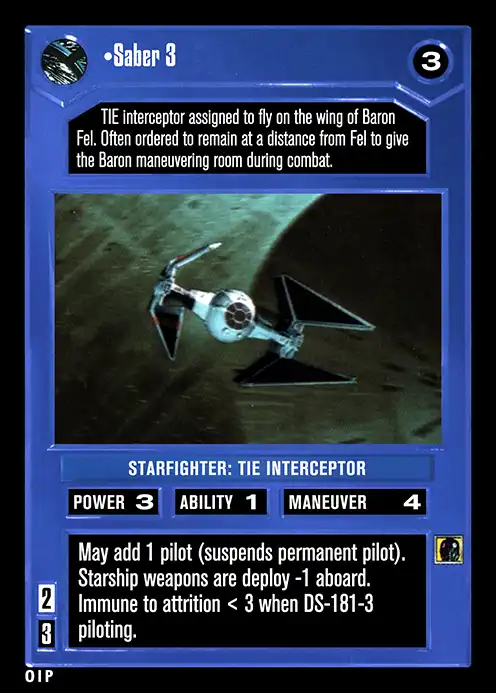 •Saber 3
3
TIE interceptor assigned to fly on the wing of Baron
Fel. Often ordered to remain at a distance from Fel to give
the Baron maneuvering room during combat.
STARFIGHTER: TIE INTERCEPTOR
POWER 3 ABILITY 1 MANEUVER 4
May add 1 pilot (suspends permanent pilot).
Starship weapons are deploy -1 aboard.
Immune to attrition < 3 when DS-181-3
piloting.
2
3
OIP